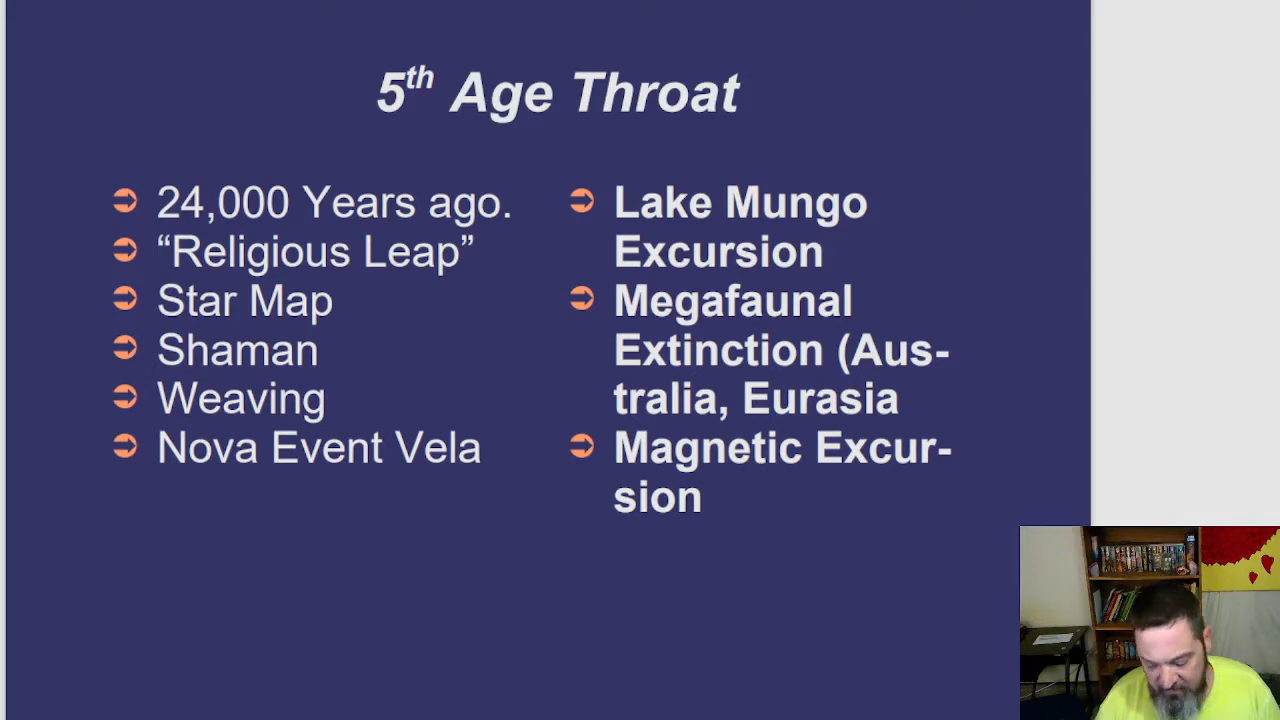 5th Age Throat
24,000 Years ago.
“Religious Leap”
Star Map
Shaman
Weaving
Nova Event Vela
Lake Mungo
Excursion
Megafaunal
Extinction (Aus-
tralia, Eurasia
Magnetic Excur-
sion